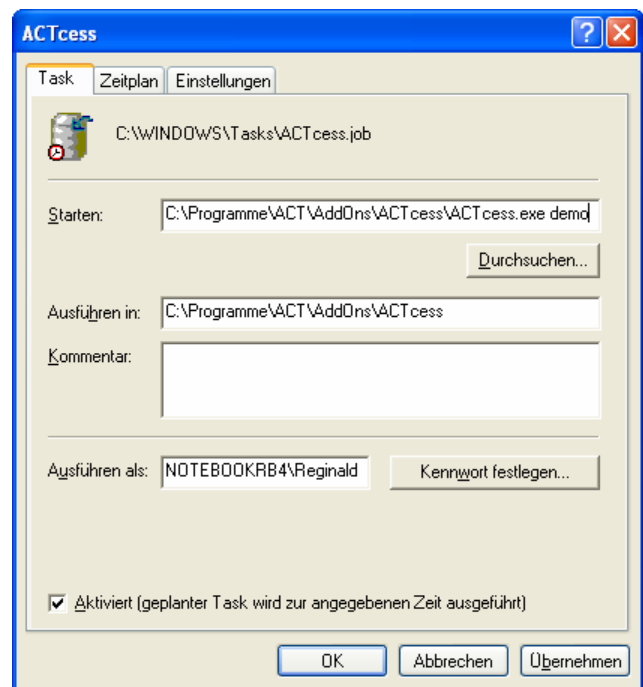 ACTcess
Task Zeitplan Einstellungen
C:\WINDOWS\Tasks\ACTcess.job
Starten: C:\Programme\ACT\AddOns\ACTcess\ACTcess.exe demo
Durchsuchen...
Ausführen in: C:\Programme\ACT\AddOns\ACTcess
Kommentar:
Ausführen als: NOTEBOOKRB4\Reginald Kennwort festlegen...
Aktiviert (geplanter Task wird zur angegebenen Zeit ausgeführt)
OK Abbrechen Übernehmen